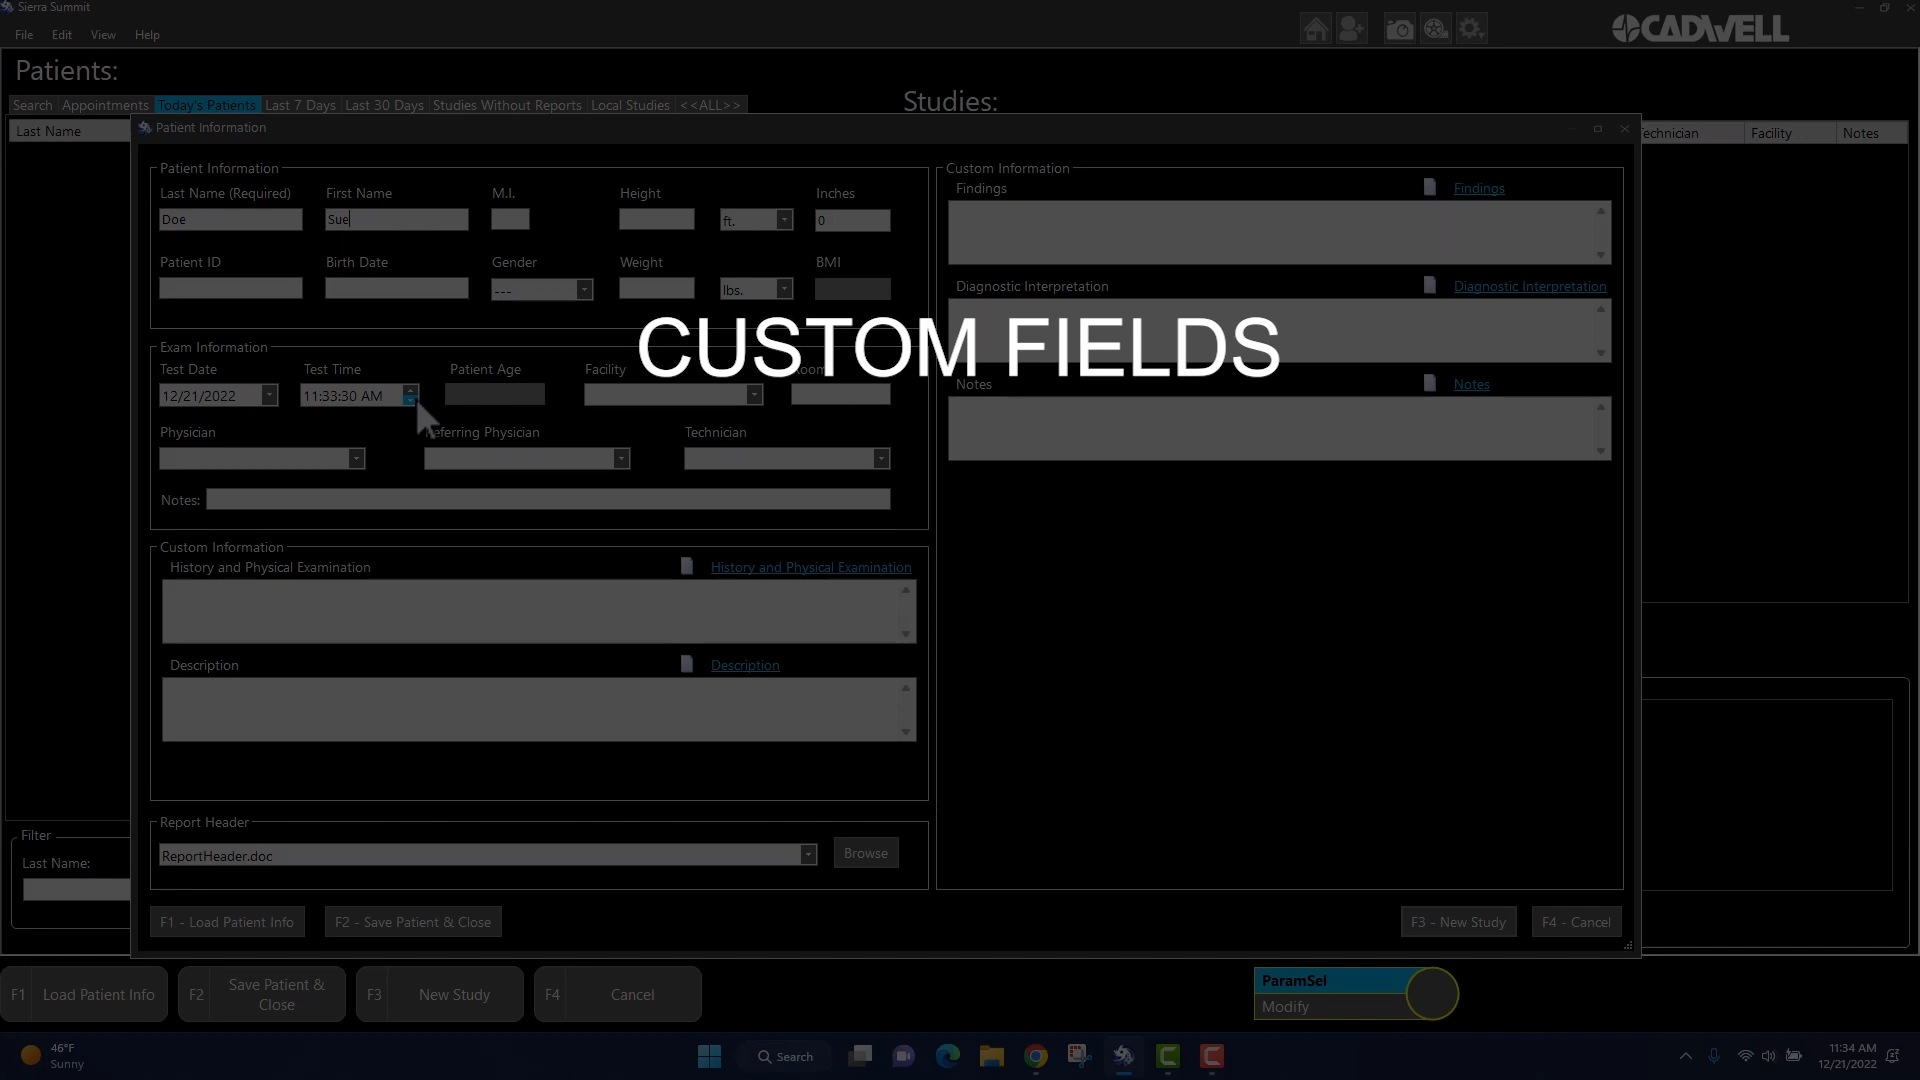 Sierra Summit
File Edit View Help
CADWELL
Patients:
Search Appointments Today's Patients Last 7 Days Last 30 Days Studies Without Reports Local Studies <<ALL>>
Studies:
Last Name
Technician Facility Notes
Patient Information
Patient Information
Last Name (Required) First Name M.I. Height Inches
Doe Sue ft. 0
Patient ID Birth Date Gender Weight BMI
--- lbs.
Custom Information
Findings Findings
Diagnostic Interpretation Diagnostic Interpretation
Notes Notes
CUSTOM FIELDS
Exam Information
Test Date Test Time Patient Age Facility Room
12/21/2022 11:33:30 AM
Physician Referring Physician Technician
Notes:
Custom Information
History and Physical Examination History and Physical Examination
Description Description
Report Header
ReportHeader.doc Browse
Filter
Last Name:
F1 - Load Patient Info F2 - Save Patient & Close F3 - New Study F4 - Cancel
F1 Load Patient Info F2 Save Patient & Close F3 New Study F4 Cancel
ParamSel
Modify
46°F
Sunny
Search
11:34 AM
12/21/2022